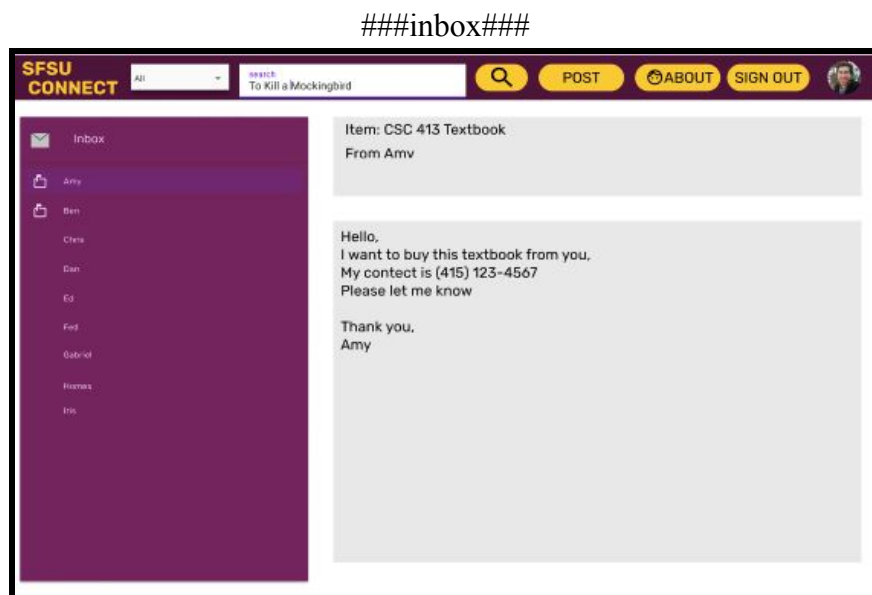 ###inbox###
SFSU
CONNECT
All
search
To Kill a Mockingbird
POST
ABOUT
SIGN OUT
Inbox
Amy
Ben
Chris
Dan
Ed
Fed
Gabriel
Homes
Iris
Item: CSC 413 Textbook
From Amy
Hello,
I want to buy this textbook from you,
My contect is (415) 123-4567
Please let me know
Thank you,
Amy